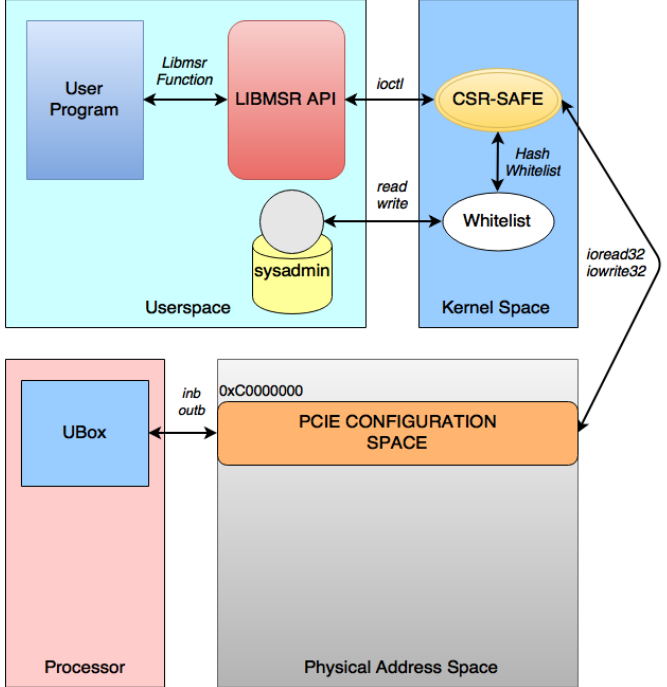 User
Program
Libmsr
Function
LIBMSR API
ioctl
CSR-SAFE
Hash
Whitelist
read
write
Whitelist
sysadmin
ioread32
iowrite32
Userspace
Kernel Space
UBox
inb
outb
0xC0000000
PCIE CONFIGURATION
SPACE
Processor
Physical Address Space